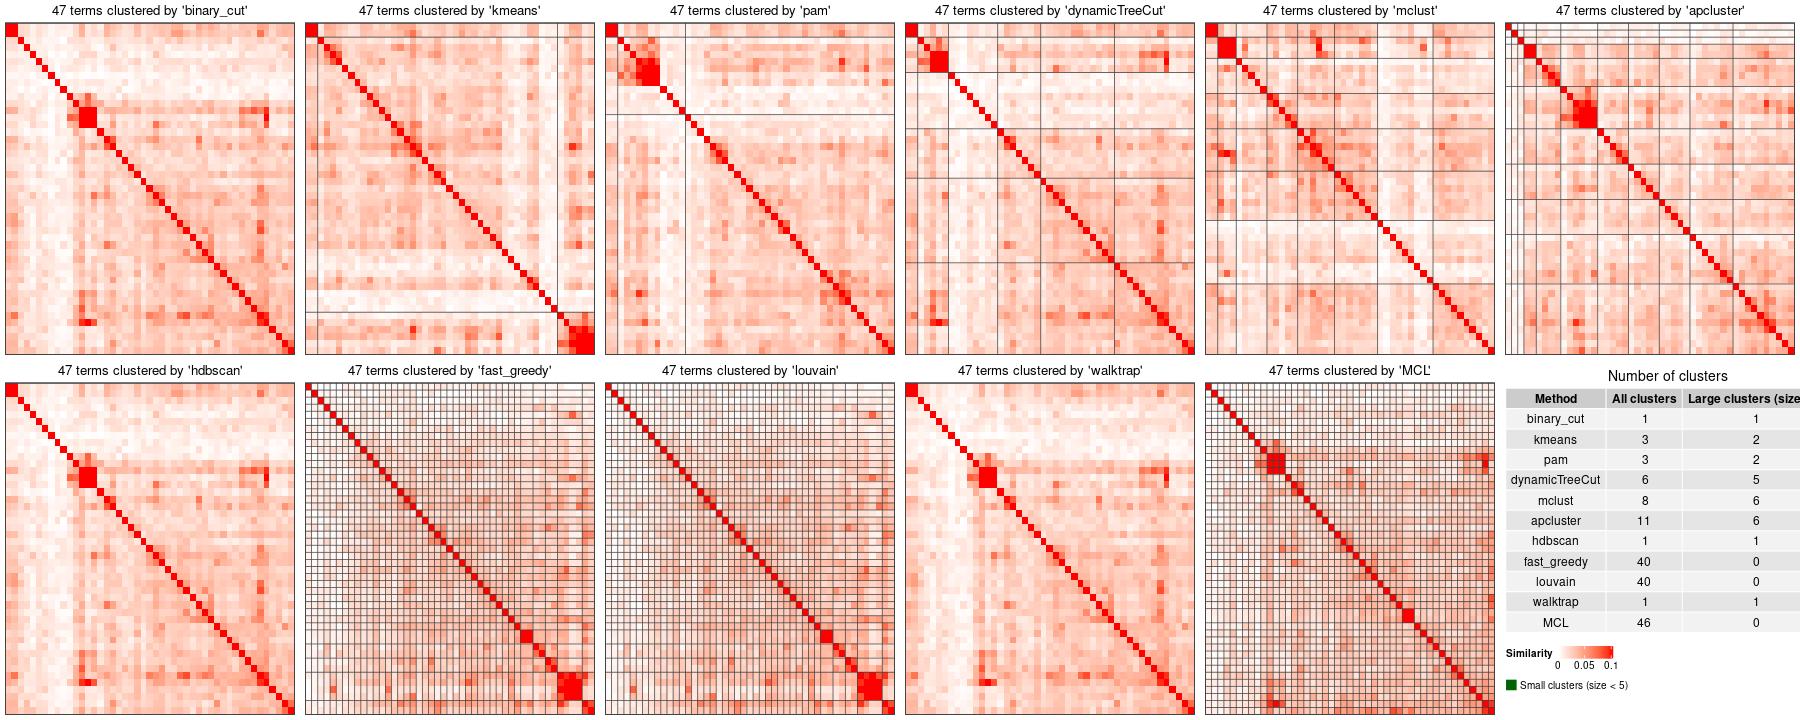 47 terms clustered by 'binary_cut'
47 terms clustered by 'kmeans'
47 terms clustered by 'pam'
47 terms clustered by 'dynamicTreeCut'
47 terms clustered by 'mclust'
47 terms clustered by 'apcluster'
47 terms clustered by 'hdbscan'
47 terms clustered by 'fast_greedy'
47 terms clustered by 'louvain'
47 terms clustered by 'walktrap'
47 terms clustered by 'MCL'
Number of clusters
Method All clusters Large clusters (size
binary_cut 1 1
kmeans 3 2
pam 3 2
dynamicTreeCut 6 5
mclust 8 6
apcluster 11 6
hdbscan 1 1
fast_greedy 40 0
louvain 40 0
walktrap 1 1
MCL 46 0
Similarity
0 0.05 0.1
Small clusters (size < 5)